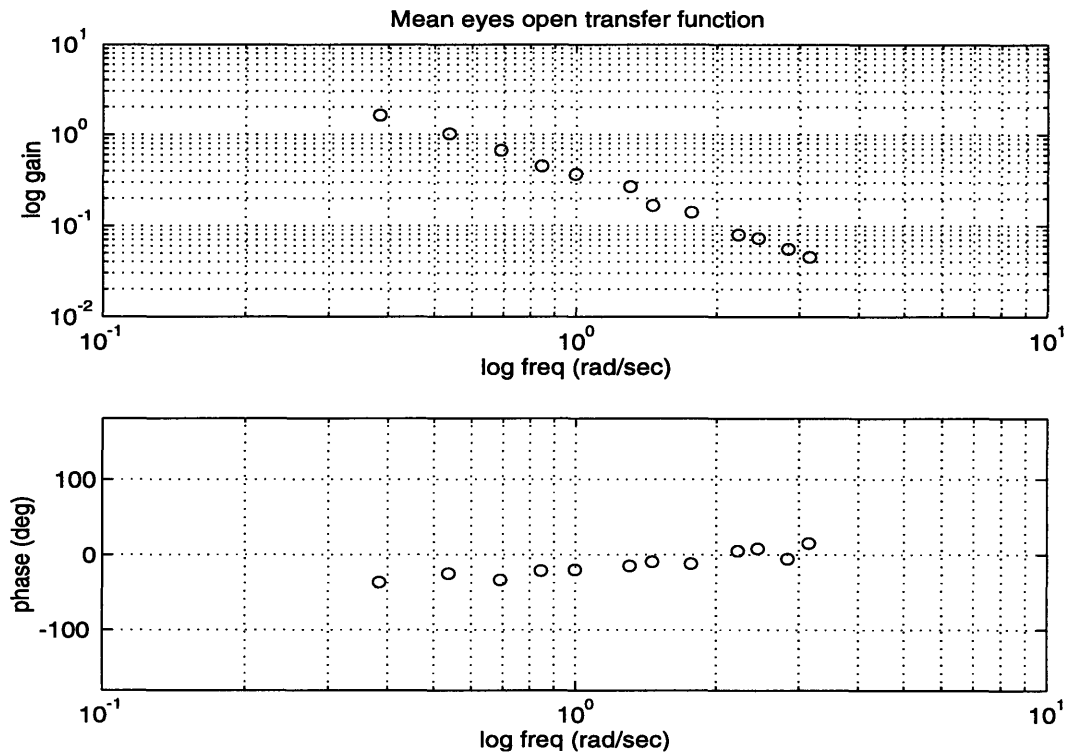 Mean eyes open transfer function
10^1
10^0
10^-1
10^-2
log gain
10^-1 10^0 10^1
log freq (rad/sec)
100
0
-100
phase (deg)
10^-1 10^0 10^1
log freq (rad/sec)